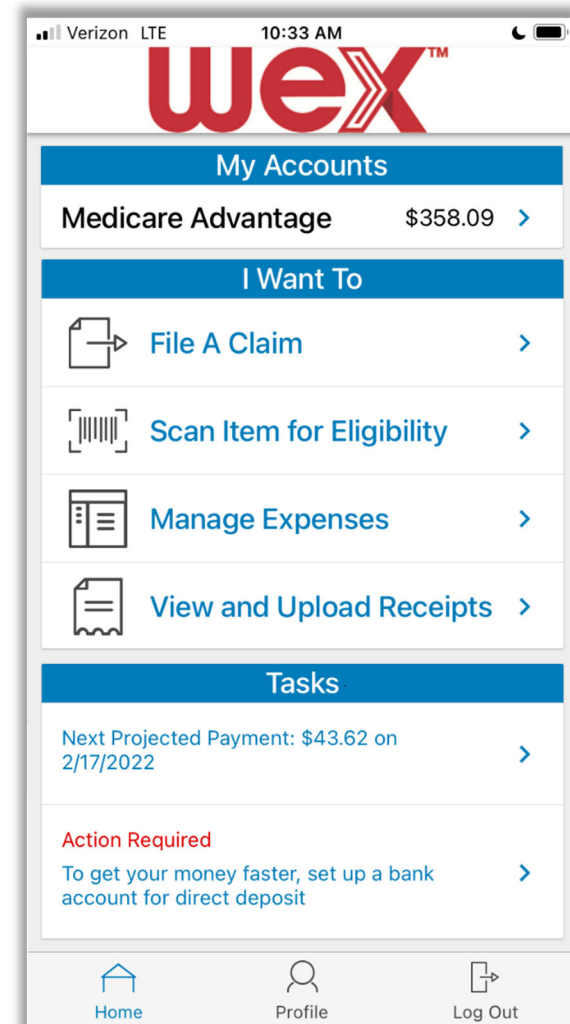 Verizon LTE 10:33 AM
wex™
My Accounts
Medicare Advantage $358.09
I Want To
File A Claim
Scan Item for Eligibility
Manage Expenses
View and Upload Receipts
Tasks
Next Projected Payment: $43.62 on
2/17/2022
Action Required
To get your money faster, set up a bank
account for direct deposit
Home Profile Log Out